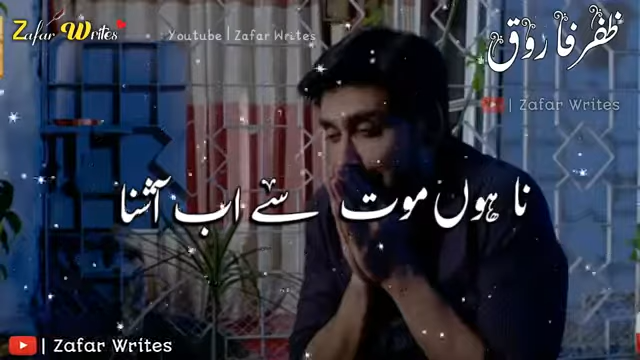 Zafar Writes
Youtube | Zafar Writes
ظفر فاروق
| Zafar Writes
نا ہوں موت سے اب آشنا
| Zafar Writes